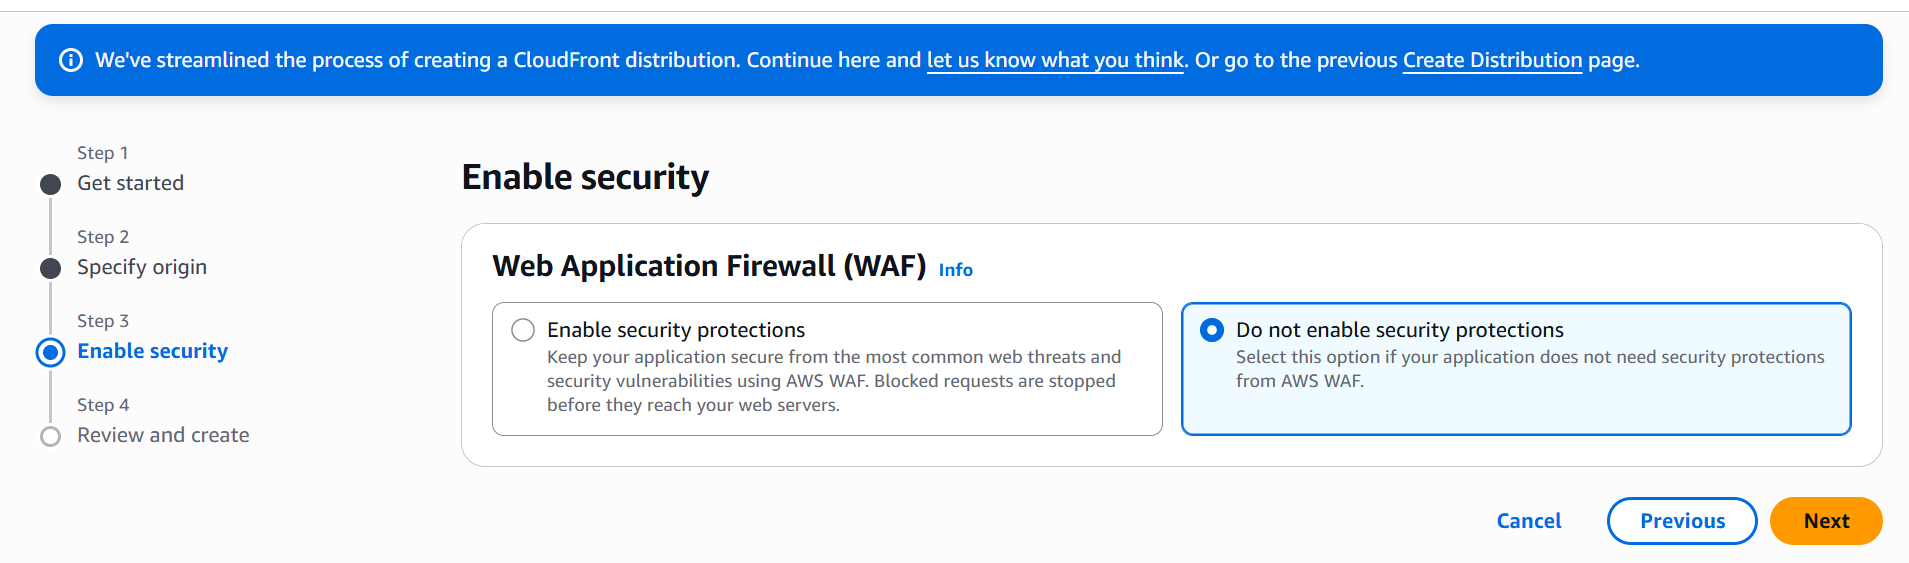 We've streamlined the process of creating a CloudFront distribution. Continue here and let us know what you think. Or go to the previous Create Distribution page.
Step 1
Get started
Step 2
Specify origin
Step 3
Enable security
Step 4
Review and create
Enable security
Web Application Firewall (WAF) Info
Enable security protections
Keep your application secure from the most common web threats and
security vulnerabilities using AWS WAF. Blocked requests are stopped
before they reach your web servers.
Do not enable security protections
Select this option if your application does not need security protections
from AWS WAF.
Cancel
Previous
Next